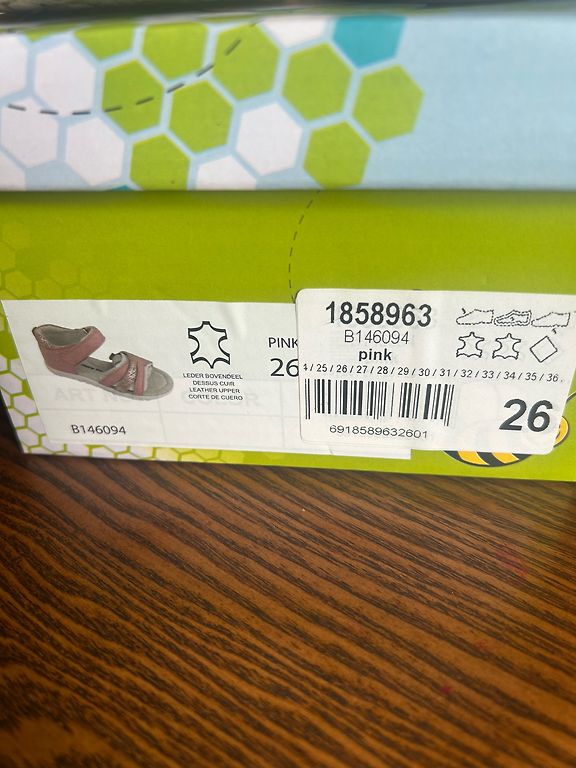 1858963
B146094
pink
/ 25 / 26 / 27 / 28 / 29 / 30 / 31 / 32 / 33 / 34 / 35 / 36
26
6918589632601
PINK
26
LEDER BOVENDEEL
DESSUS CUIR
LEATHER UPPER
CORTE DE CUERO
B146094